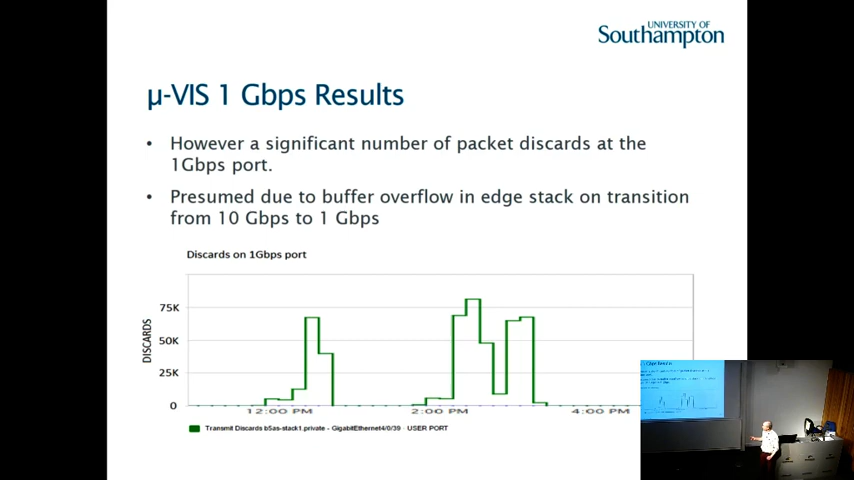 UNIVERSITY OF
Southampton
µ-VIS 1 Gbps Results
• However a significant number of packet discards at the
1Gbps port.
• Presumed due to buffer overflow in edge stack on transition
from 10 Gbps to 1 Gbps
Discards on 1Gbps port
DISCARDS
75K
50K
25K
0
12:00 PM
2:00 PM
4:00 PM
Transmit Discards b5as-stack1.private - GigabitEthernet4/0/39 · USER PORT